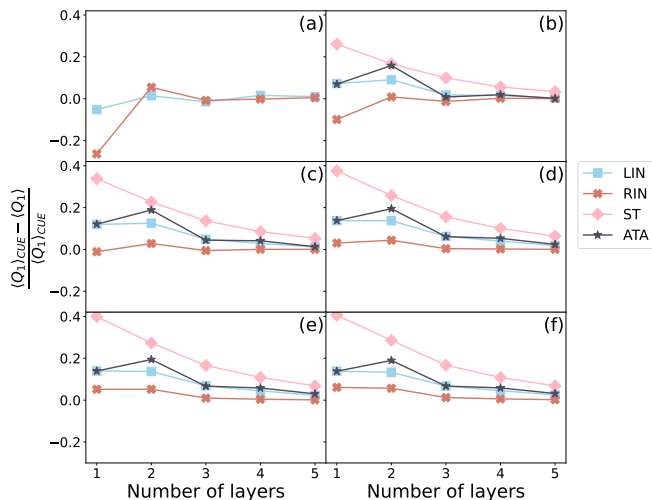 (a) (b)
0.4
0.2
0.0
−0.2
(c) (d)
0.4
0.2
0.0
−0.2
(e) (f)
0.4
0.2
0.0
−0.2
1 2 3 4 5 1 2 3 4 5
Number of layers Number of layers
⟨Q₁⟩CUE − ⟨Q₁⟩
⟨Q₁⟩CUE
LIN
RIN
ST
ATA